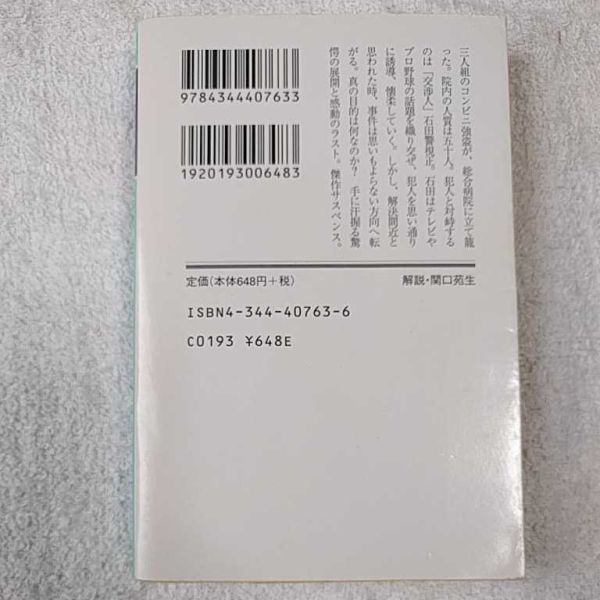 9784344407633
1920193006483
三人組のコンビニ強盗が、総合病院に立て籠
った。院内の人質は五十人。犯人と対峙する
のは「交渉人」石田警視正。石田はテレビや
プロ野球の話題を織り交ぜ、犯人を思い通り
に誘導、懐柔していく。しかし、解決間近と
思われた時、事件は思いもよらない方向へ転
がる。真の目的は何なのか？ 手に汗握る驚
愕の展開と感動のラスト。傑作サスペンス。
定価(本体648円+税)
解説・関口苑生
ISBN4-344-40763-6
C0193 ¥648E